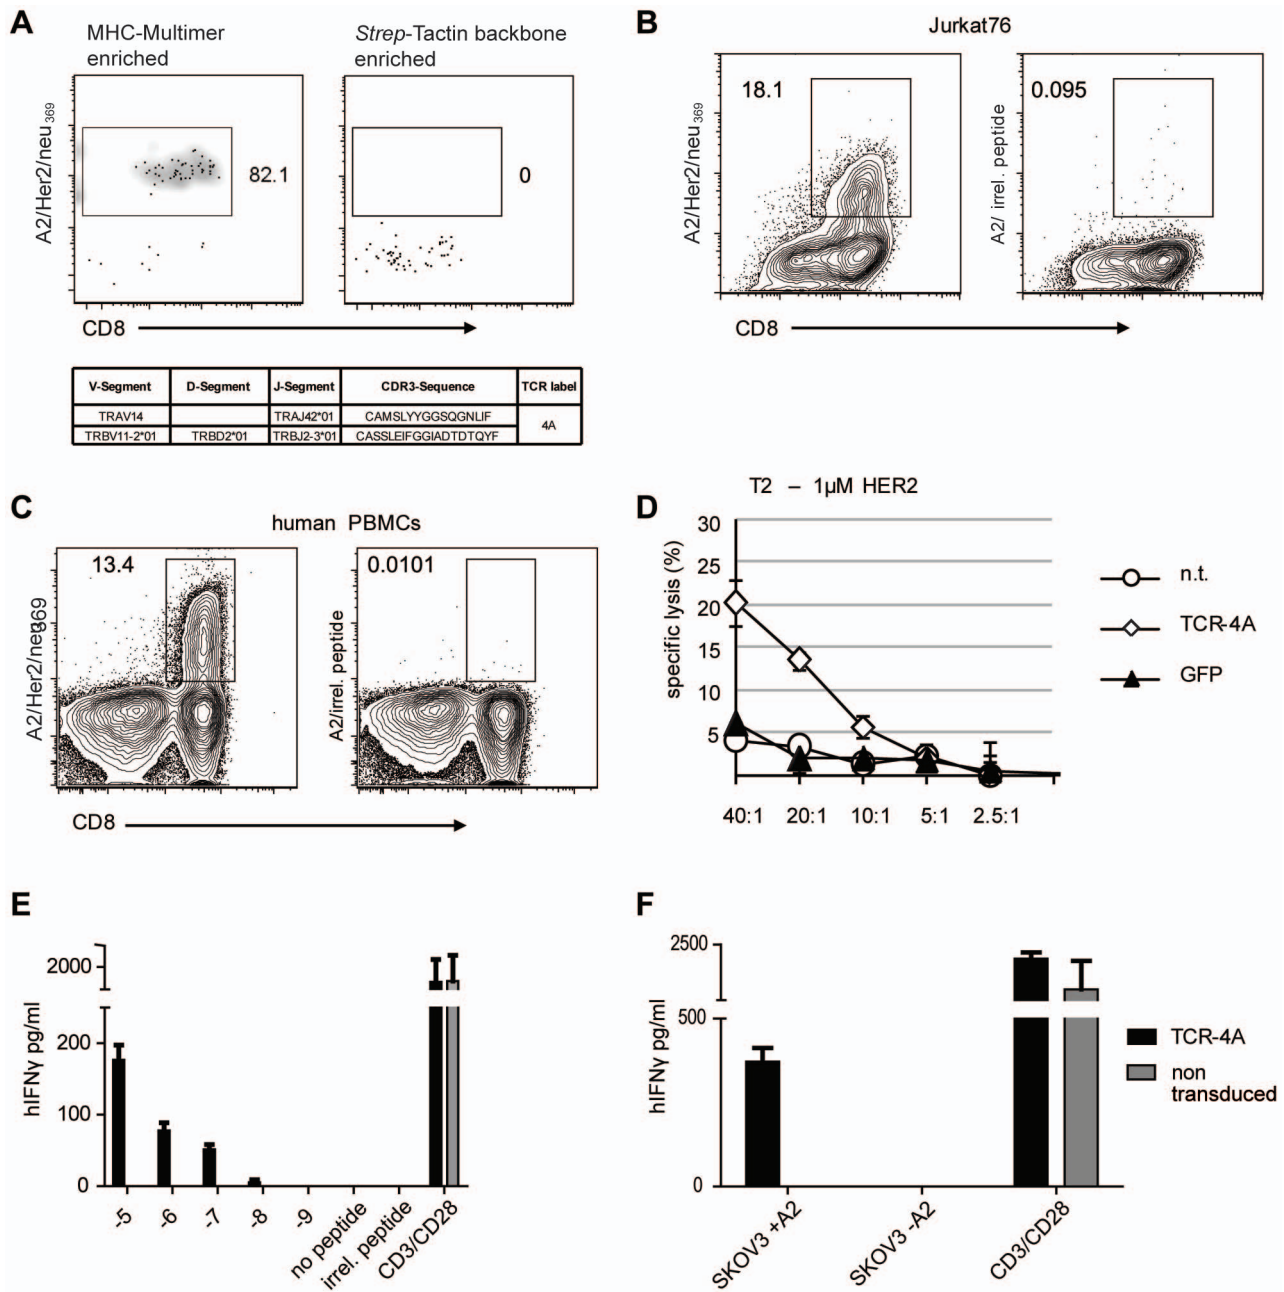 A
MHC-Multimer
enriched
Strep-Tactin backbone
enriched
A2/Her2/neu369
82.1
0
CD8
V-Segment D-Segment J-Segment CDR3-Sequence TCR label
TRAV14 TRAJ42*01 CAMSLYYGGSQGNLIF 4A
TRBV11-2*01 TRBD2*01 TRBJ2-3*01 CASSLEIFGGIADTDTQYF
B
Jurkat76
A2/Her2/neu369
18.1
A2/ irrel. peptide
0.095
CD8
C
human PBMCs
A2/Her2/neu369
13.4
A2/irrel. peptide
0.0101
CD8
D
T2 – 1µM HER2
specific lysis (%)
30
25
20
15
10
5
40:1 20:1 10:1 5:1 2.5:1
n.t.
TCR-4A
GFP
E
hIFNγ pg/ml
2000
200
100
0
-5 -6 -7 -8 -9 no peptide irrel. peptide CD3/CD28
F
hIFNγ pg/ml
2500
500
0
SKOV3 +A2 SKOV3 -A2 CD3/CD28
TCR-4A
non
transduced